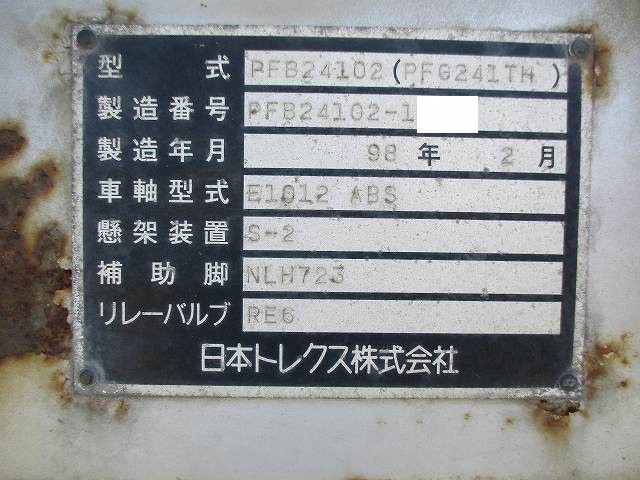 型式 PFB24102(PFG241TH)
製造番号 PFB24102-1
製造年月 98年 2月
車軸型式 E1012 ABS
懸架装置 S-2
補助脚 NLH723
リレーバルブ RE6
日本トレクス株式会社